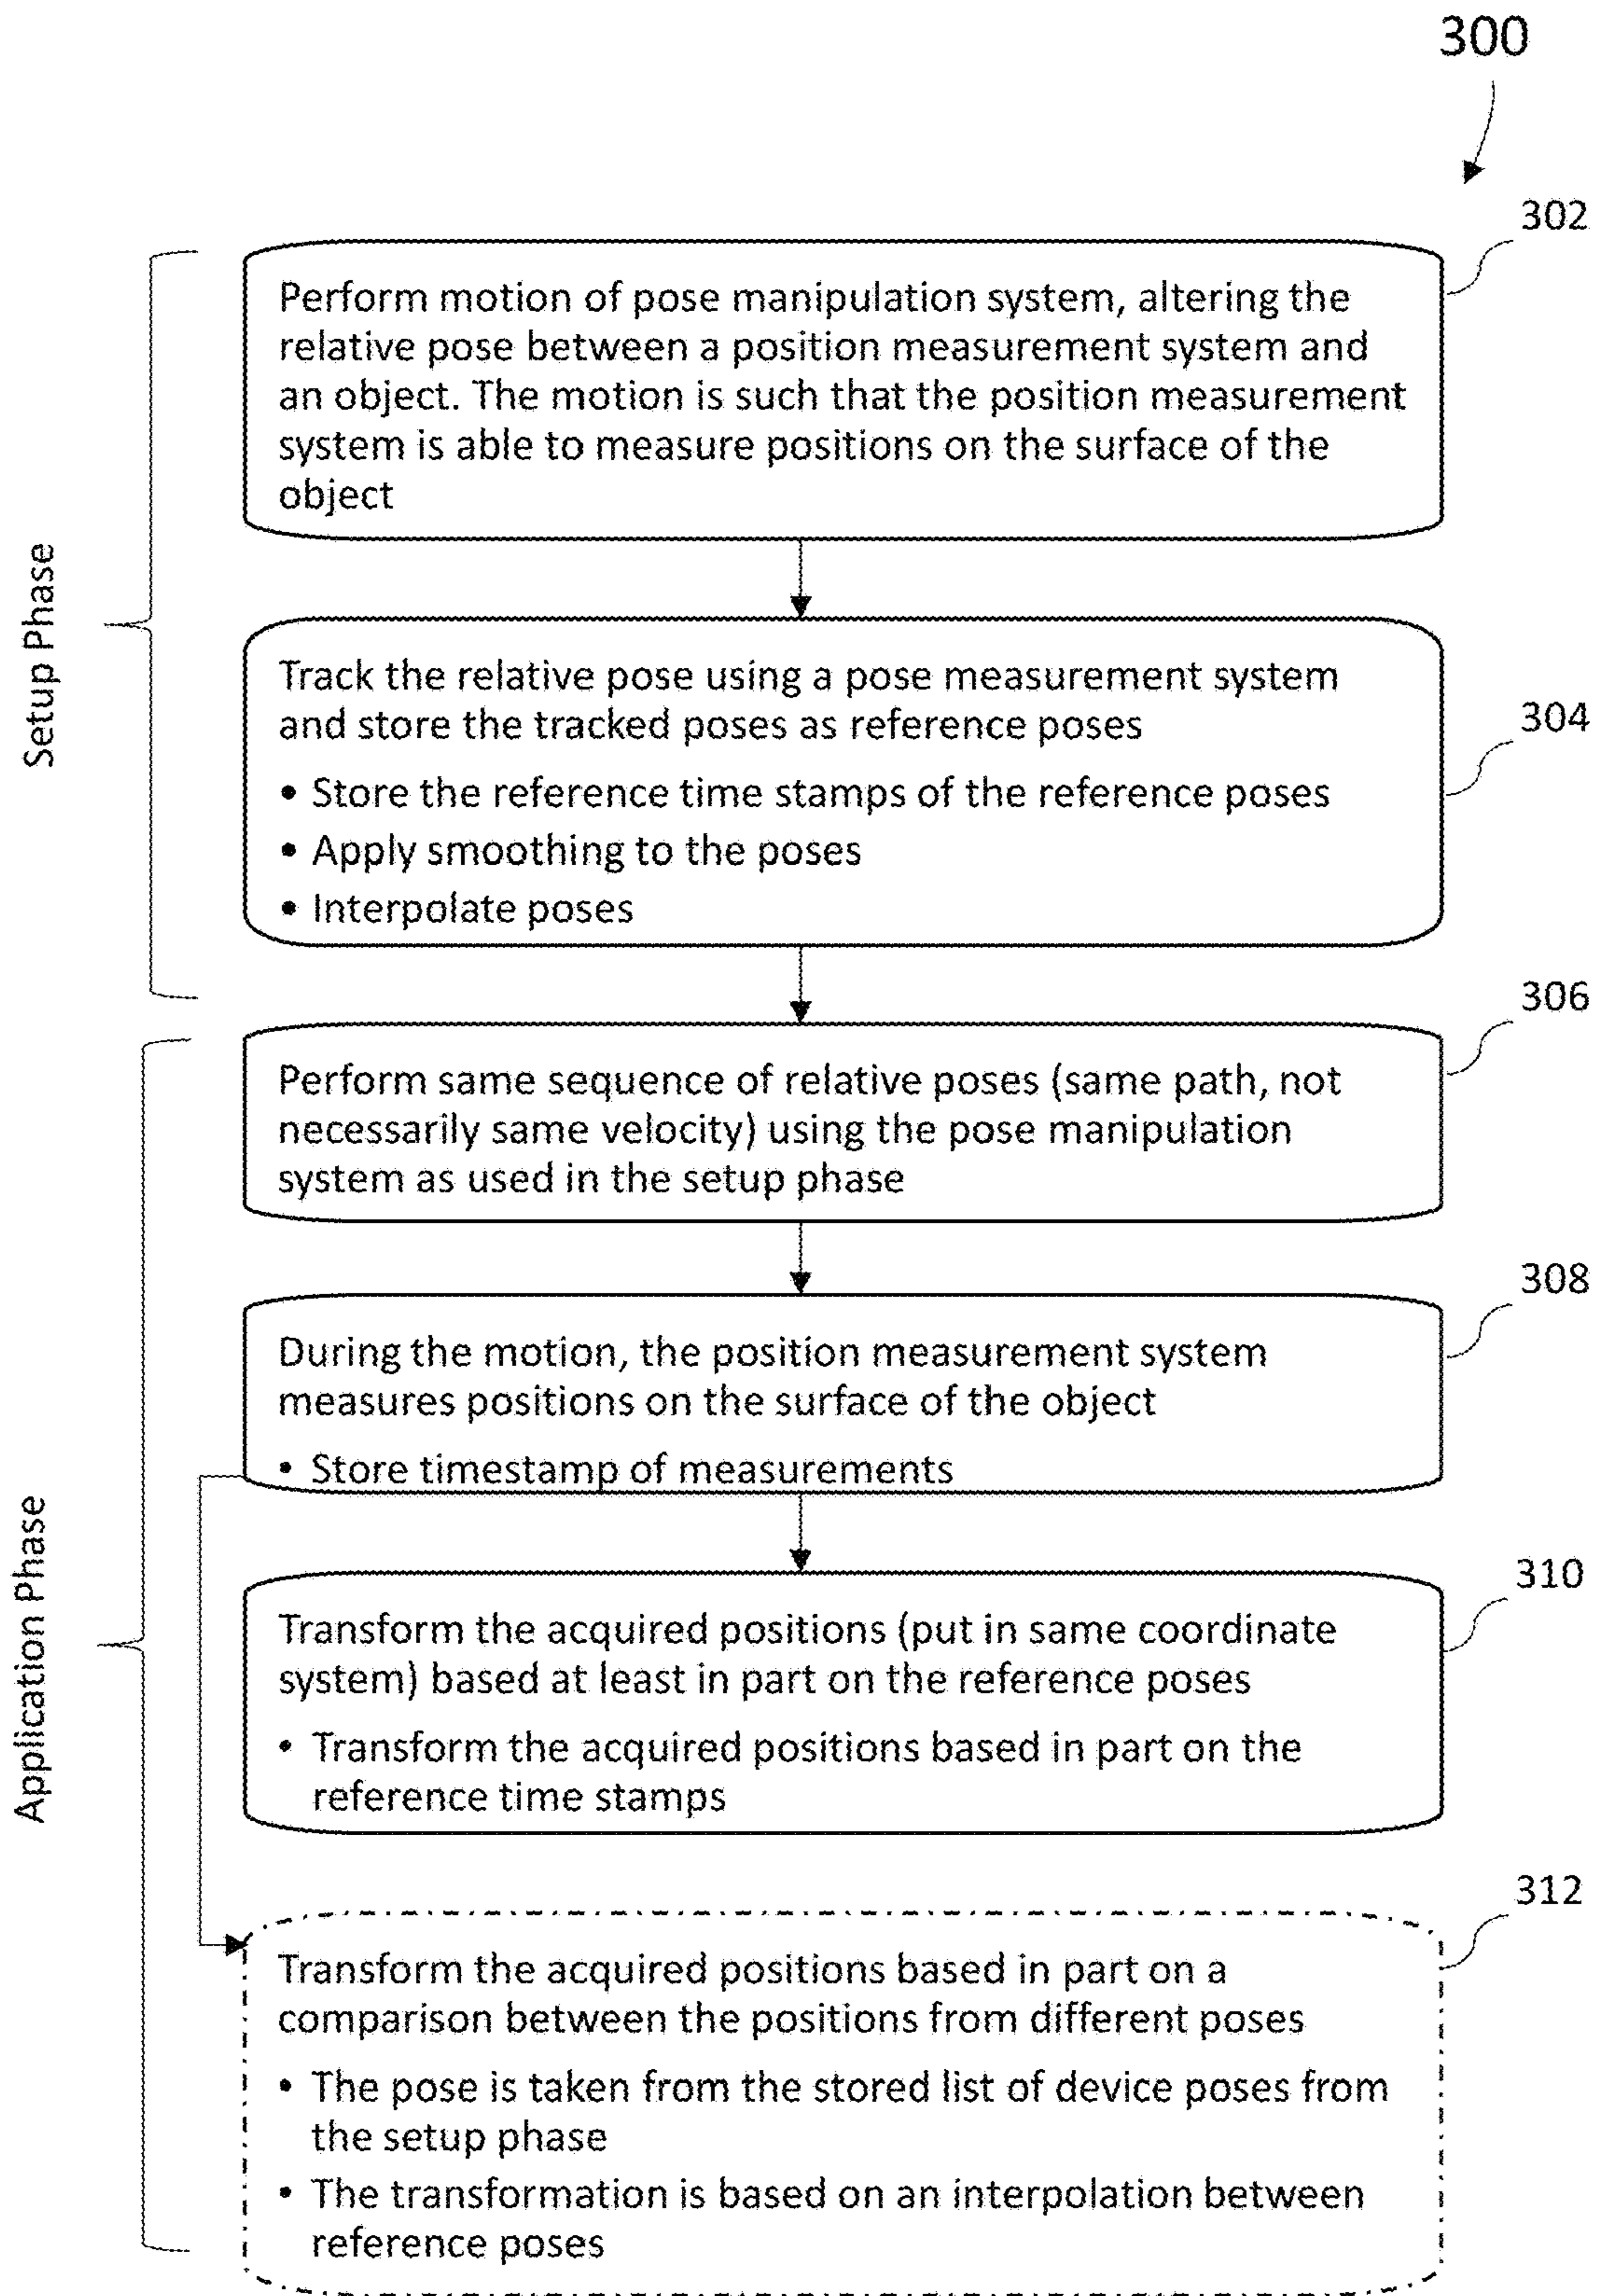 300
302
Perform motion of pose manipulation system, altering the
relative pose between a position measurement system and
an object. The motion is such that the position measurement
system is able to measure positions on the surface of the
object
Setup Phase
304
Track the relative pose using a pose measurement system
and store the tracked poses as reference poses
• Store the reference time stamps of the reference poses
• Apply smoothing to the poses
• Interpolate poses
306
Perform same sequence of relative poses (same path, not
necessarily same velocity) using the pose manipulation
system as used in the setup phase
308
During the motion, the position measurement system
measures positions on the surface of the object
• Store timestamp of measurements
Application Phase
310
Transform the acquired positions (put in same coordinate
system) based at least in part on the reference poses
• Transform the acquired positions based in part on the
reference time stamps
312
Transform the acquired positions based in part on a
comparison between the positions from different poses
• The pose is taken from the stored list of device poses from
the setup phase
• The transformation is based on an interpolation between
reference poses